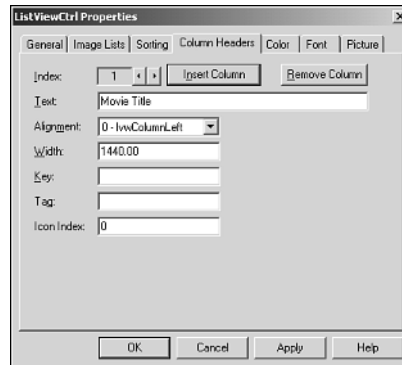 ListViewCtrl Properties
General Image Lists Sorting Column Headers Color Font Picture
Index: 1 Insert Column Remove Column
Text: Movie Title
Alignment: 0 - lvwColumnLeft
Width: 1440.00
Key:
Tag:
Icon Index: 0
OK Cancel Apply Help